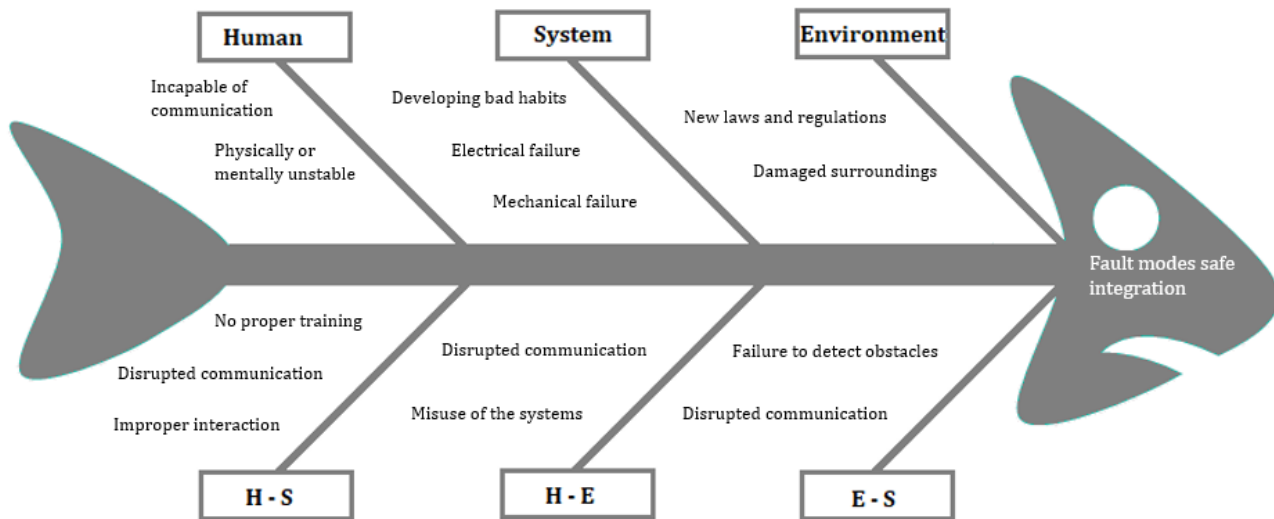 Human
System
Environment
Incapable of
communication
Developing bad habits
New laws and regulations
Physically or
mentally unstable
Electrical failure
Damaged surroundings
Mechanical failure
Fault modes safe
integration
No proper training
Disrupted communication
Failure to detect obstacles
Disrupted communication
Misuse of the systems
Disrupted communication
Improper interaction
H - S
H - E
E - S